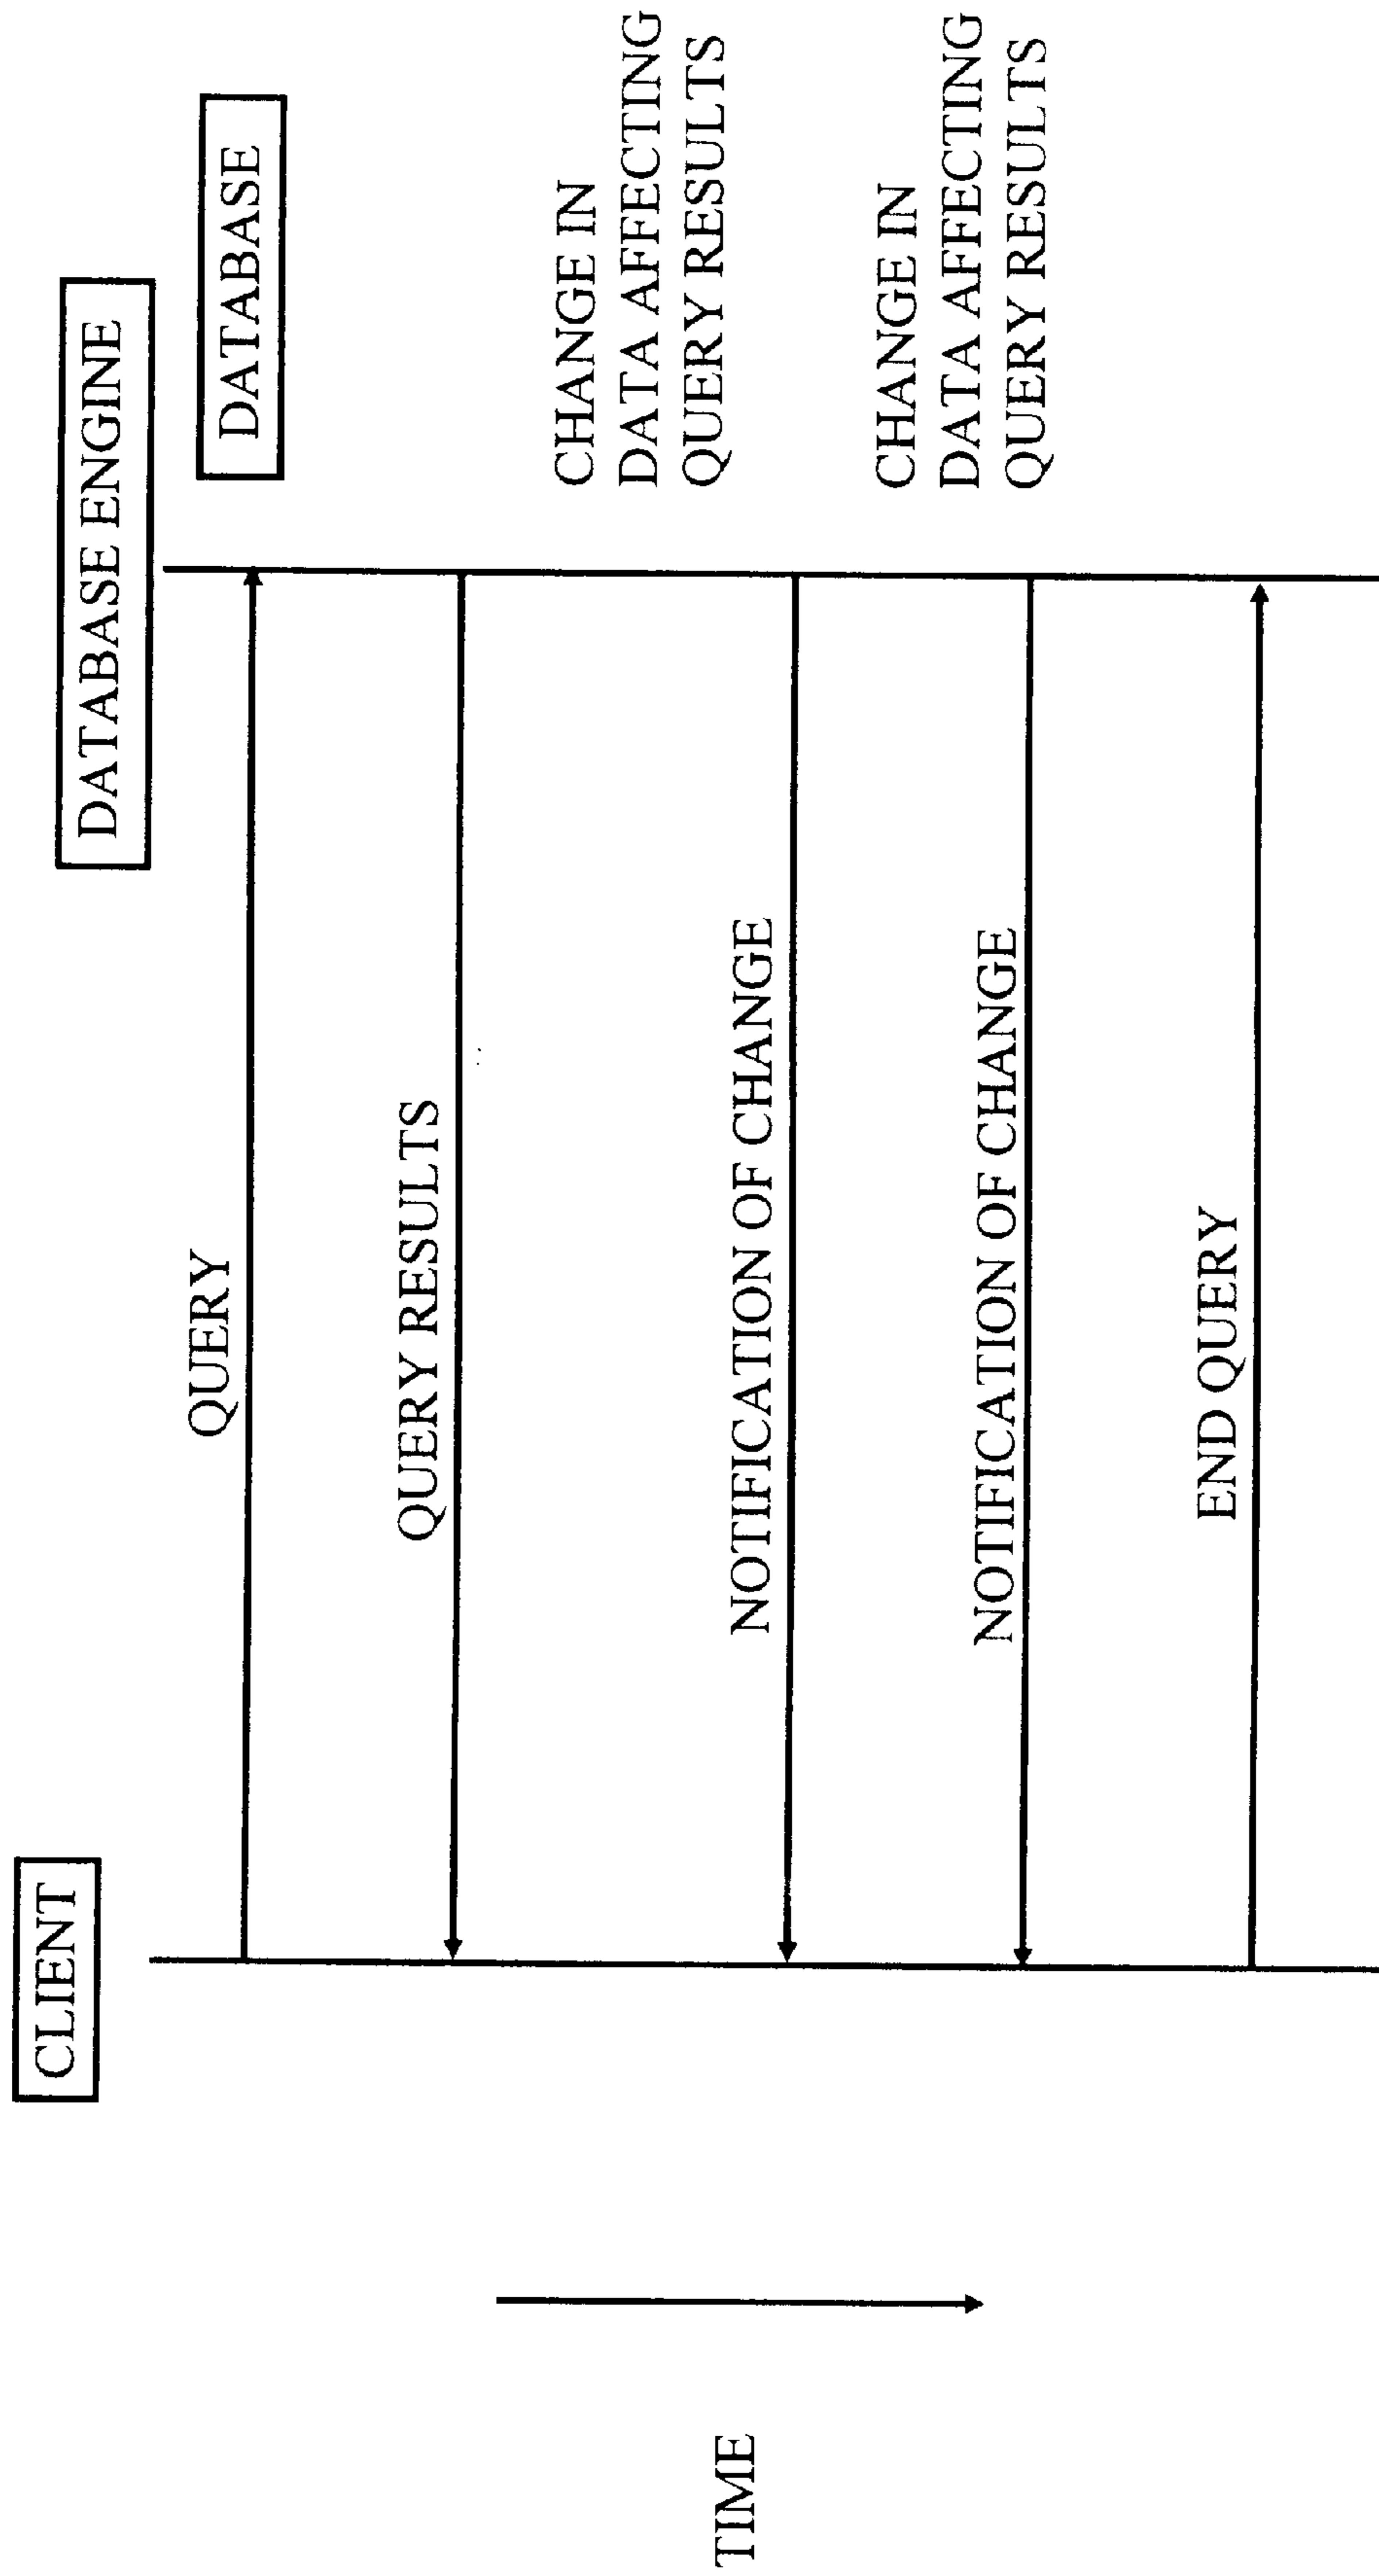 CLIENT
DATABASE ENGINE
DATABASE
QUERY
QUERY RESULTS
CHANGE IN
DATA AFFECTING
QUERY RESULTS
NOTIFICATION OF CHANGE
CHANGE IN
DATA AFFECTING
QUERY RESULTS
NOTIFICATION OF CHANGE
END QUERY
TIME